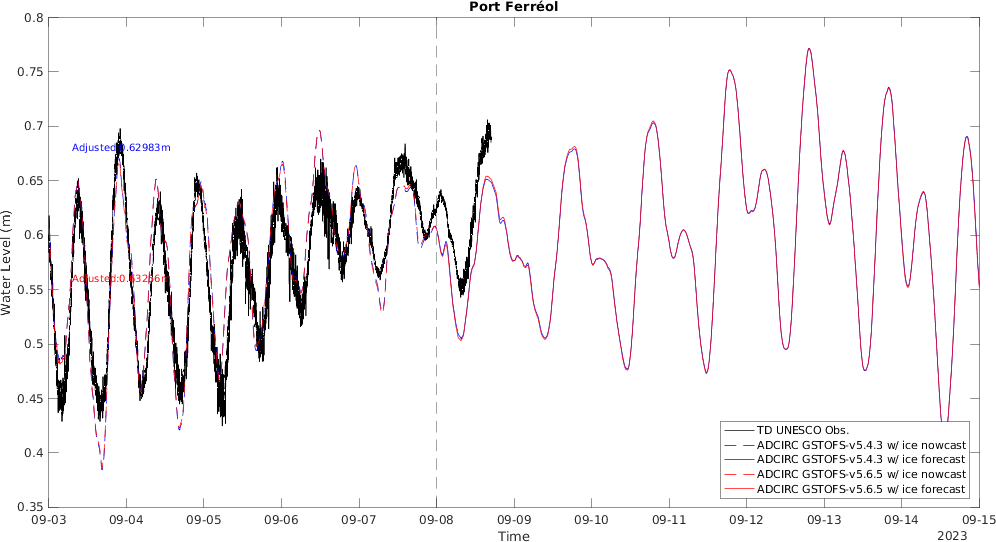 Port Ferréol
0.8
0.75
0.7
0.65
0.6
0.55
0.5
0.45
0.4
0.35
Water Level (m)
Adjusted:0.62983m
Adjusted:0.63256m
TD UNESCO Obs.
ADCIRC GSTOFS-v5.4.3 w/ ice nowcast
ADCIRC GSTOFS-v5.4.3 w/ ice forecast
ADCIRC GSTOFS-v5.6.5 w/ ice nowcast
ADCIRC GSTOFS-v5.6.5 w/ ice forecast
09-03 09-04 09-05 09-06 09-07 09-08 09-09 09-10 09-11 09-12 09-13 09-14 09-15
Time
2023